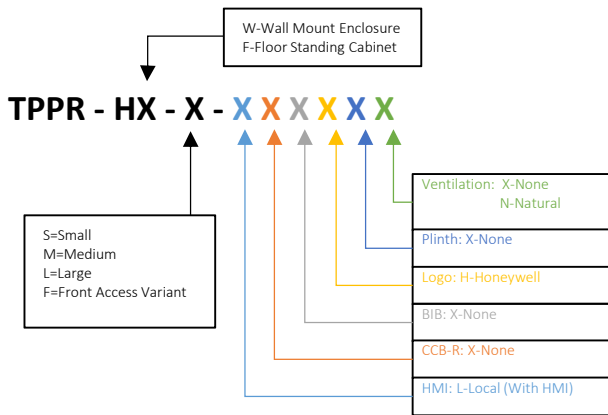 W-Wall Mount Enclosure
F-Floor Standing Cabinet
TPPR - HX - X - X X X X X X
Ventilation: X-None
N-Natural
S=Small
M=Medium
L=Large
F=Front Access Variant
Plinth: X-None
Logo: H-Honeywell
BIB: X-None
CCB-R: X-None
HMI: L-Local (With HMI)